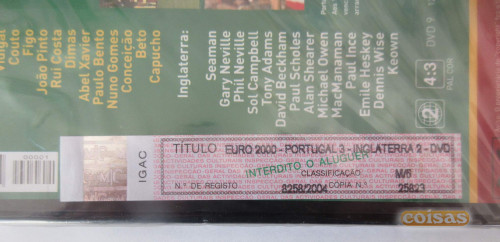 Vidigal
Couto
Figo
João Pinto
Rui Costa
Dimas
Abel Xavier
Paulo Bento
Nuno Gomes
Conceição
Beto
Capucho
Inglaterra:
Seaman
Gary Neville
Phil Neville
Sol Campbell
Tony Adams
David Beckham
Paul Scholes
Alan Shearer
Michael Owen
MacManaman
Paul Ince
Emile Heskey
Dennis Wise
Keown
DVD 9
4:3
PAL
2
IGAC
TÍTULO EURO 2000 - PORTUGAL 3 - INGLATERRA 2 - DVD
INTERDITO O ALUGUER
CLASSIFICAÇÃO M/6
N.º DE REGISTO 8258/2004 CÓPIA N.º 25823
coisas